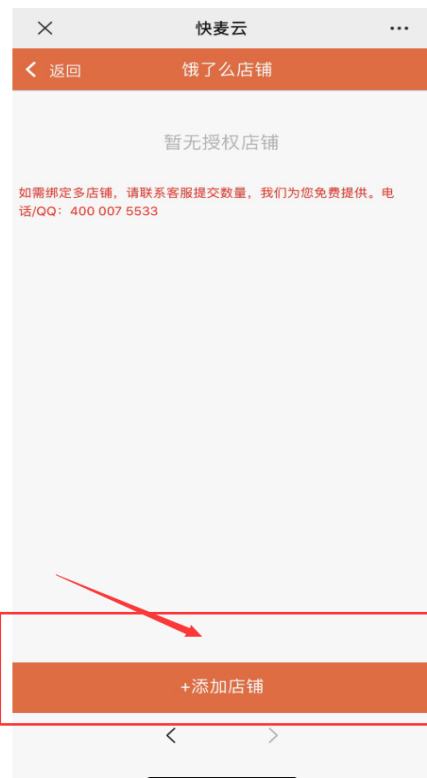 快麦云
返回
饿了么店铺
暂无授权店铺
如需绑定多店铺，请联系客服提交数量，我们为您免费提供。电
话/QQ：400 007 5533
+添加店铺